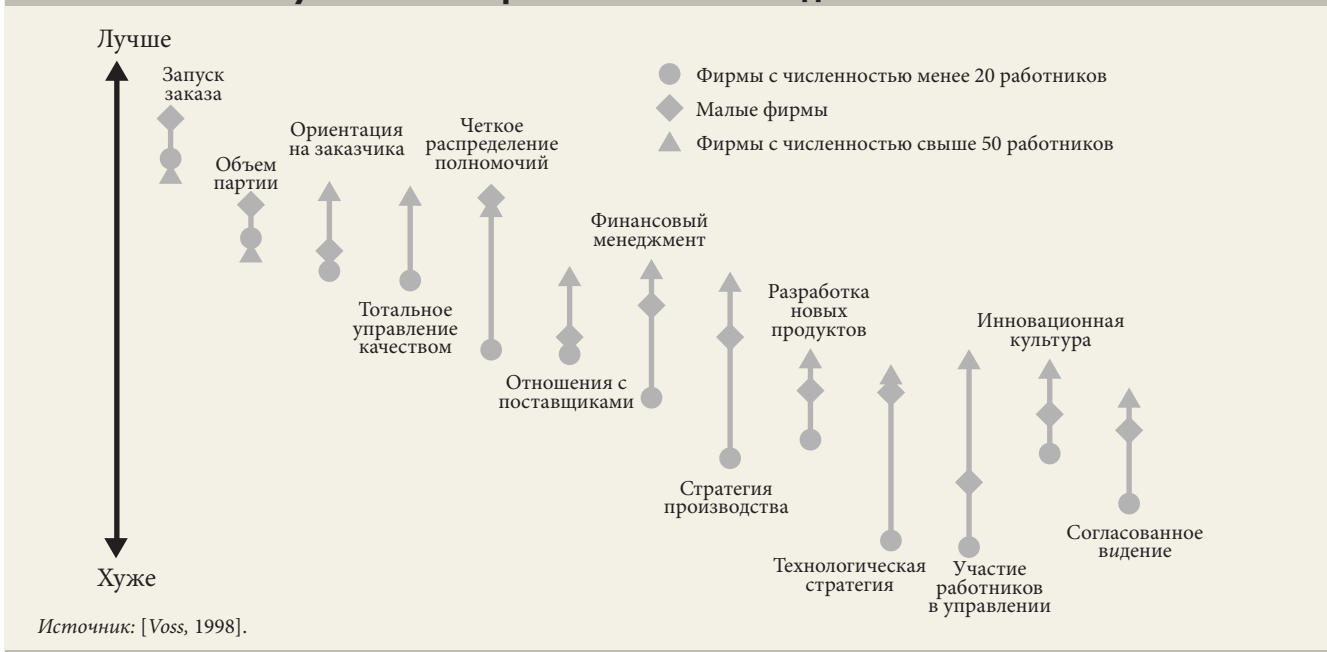 Лучше
Запуск
заказа
Объем
партии
Ориентация
на заказчика
Четкое
распределение
полномочий
Фирмы с численностью менее 20 работников
Малые фирмы
Фирмы с численностью свыше 50 работников
Тотальное
управление
качеством
Отношения с
поставщиками
Финансовый
менеджмент
Стратегия
производства
Разработка
новых
продуктов
Технологическая
стратегия
Участие
работников
в управлении
Инновационная
культура
Согласованное
видение
Хуже
Источник: [Voss, 1998].